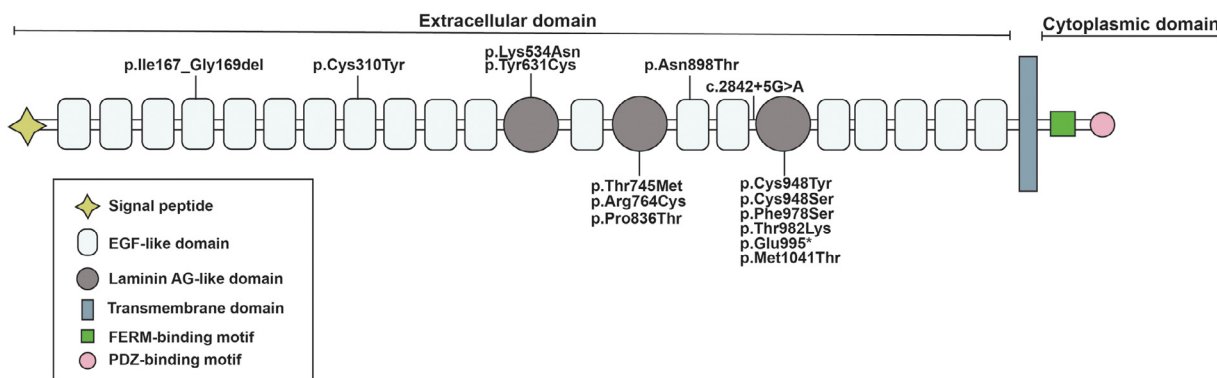 Extracellular domain
Cytoplasmic domain
p.Ile167_Gly169del
p.Cys310Tyr
p.Lys534Asn
p.Tyr631Cys
p.Asn898Thr
c.2842+5G>A
p.Thr745Met
p.Arg764Cys
p.Pro836Thr
p.Cys948Tyr
p.Cys948Ser
p.Phe978Ser
p.Thr982Lys
p.Glu995*
p.Met1041Thr
Signal peptide
EGF-like domain
Laminin AG-like domain
Transmembrane domain
FERM-binding motif
PDZ-binding motif